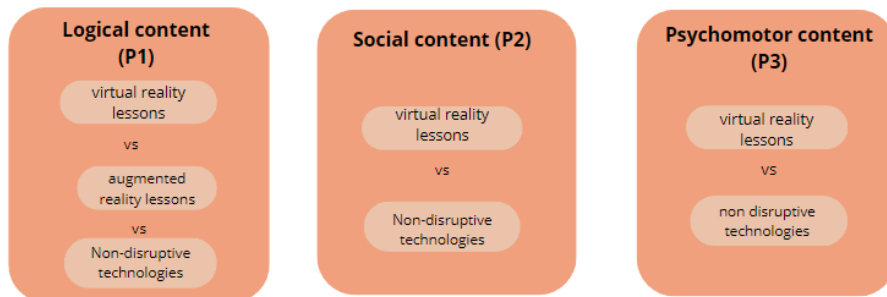 Logical content
(P1)
virtual reality
lessons
vs
augmented
reality lessons
vs
Non-disruptive
technologies
Social content (P2)
virtual reality
lessons
vs
Non-disruptive
technologies
Psychomotor content
(P3)
virtual reality
lessons
vs
non disruptive
technologies